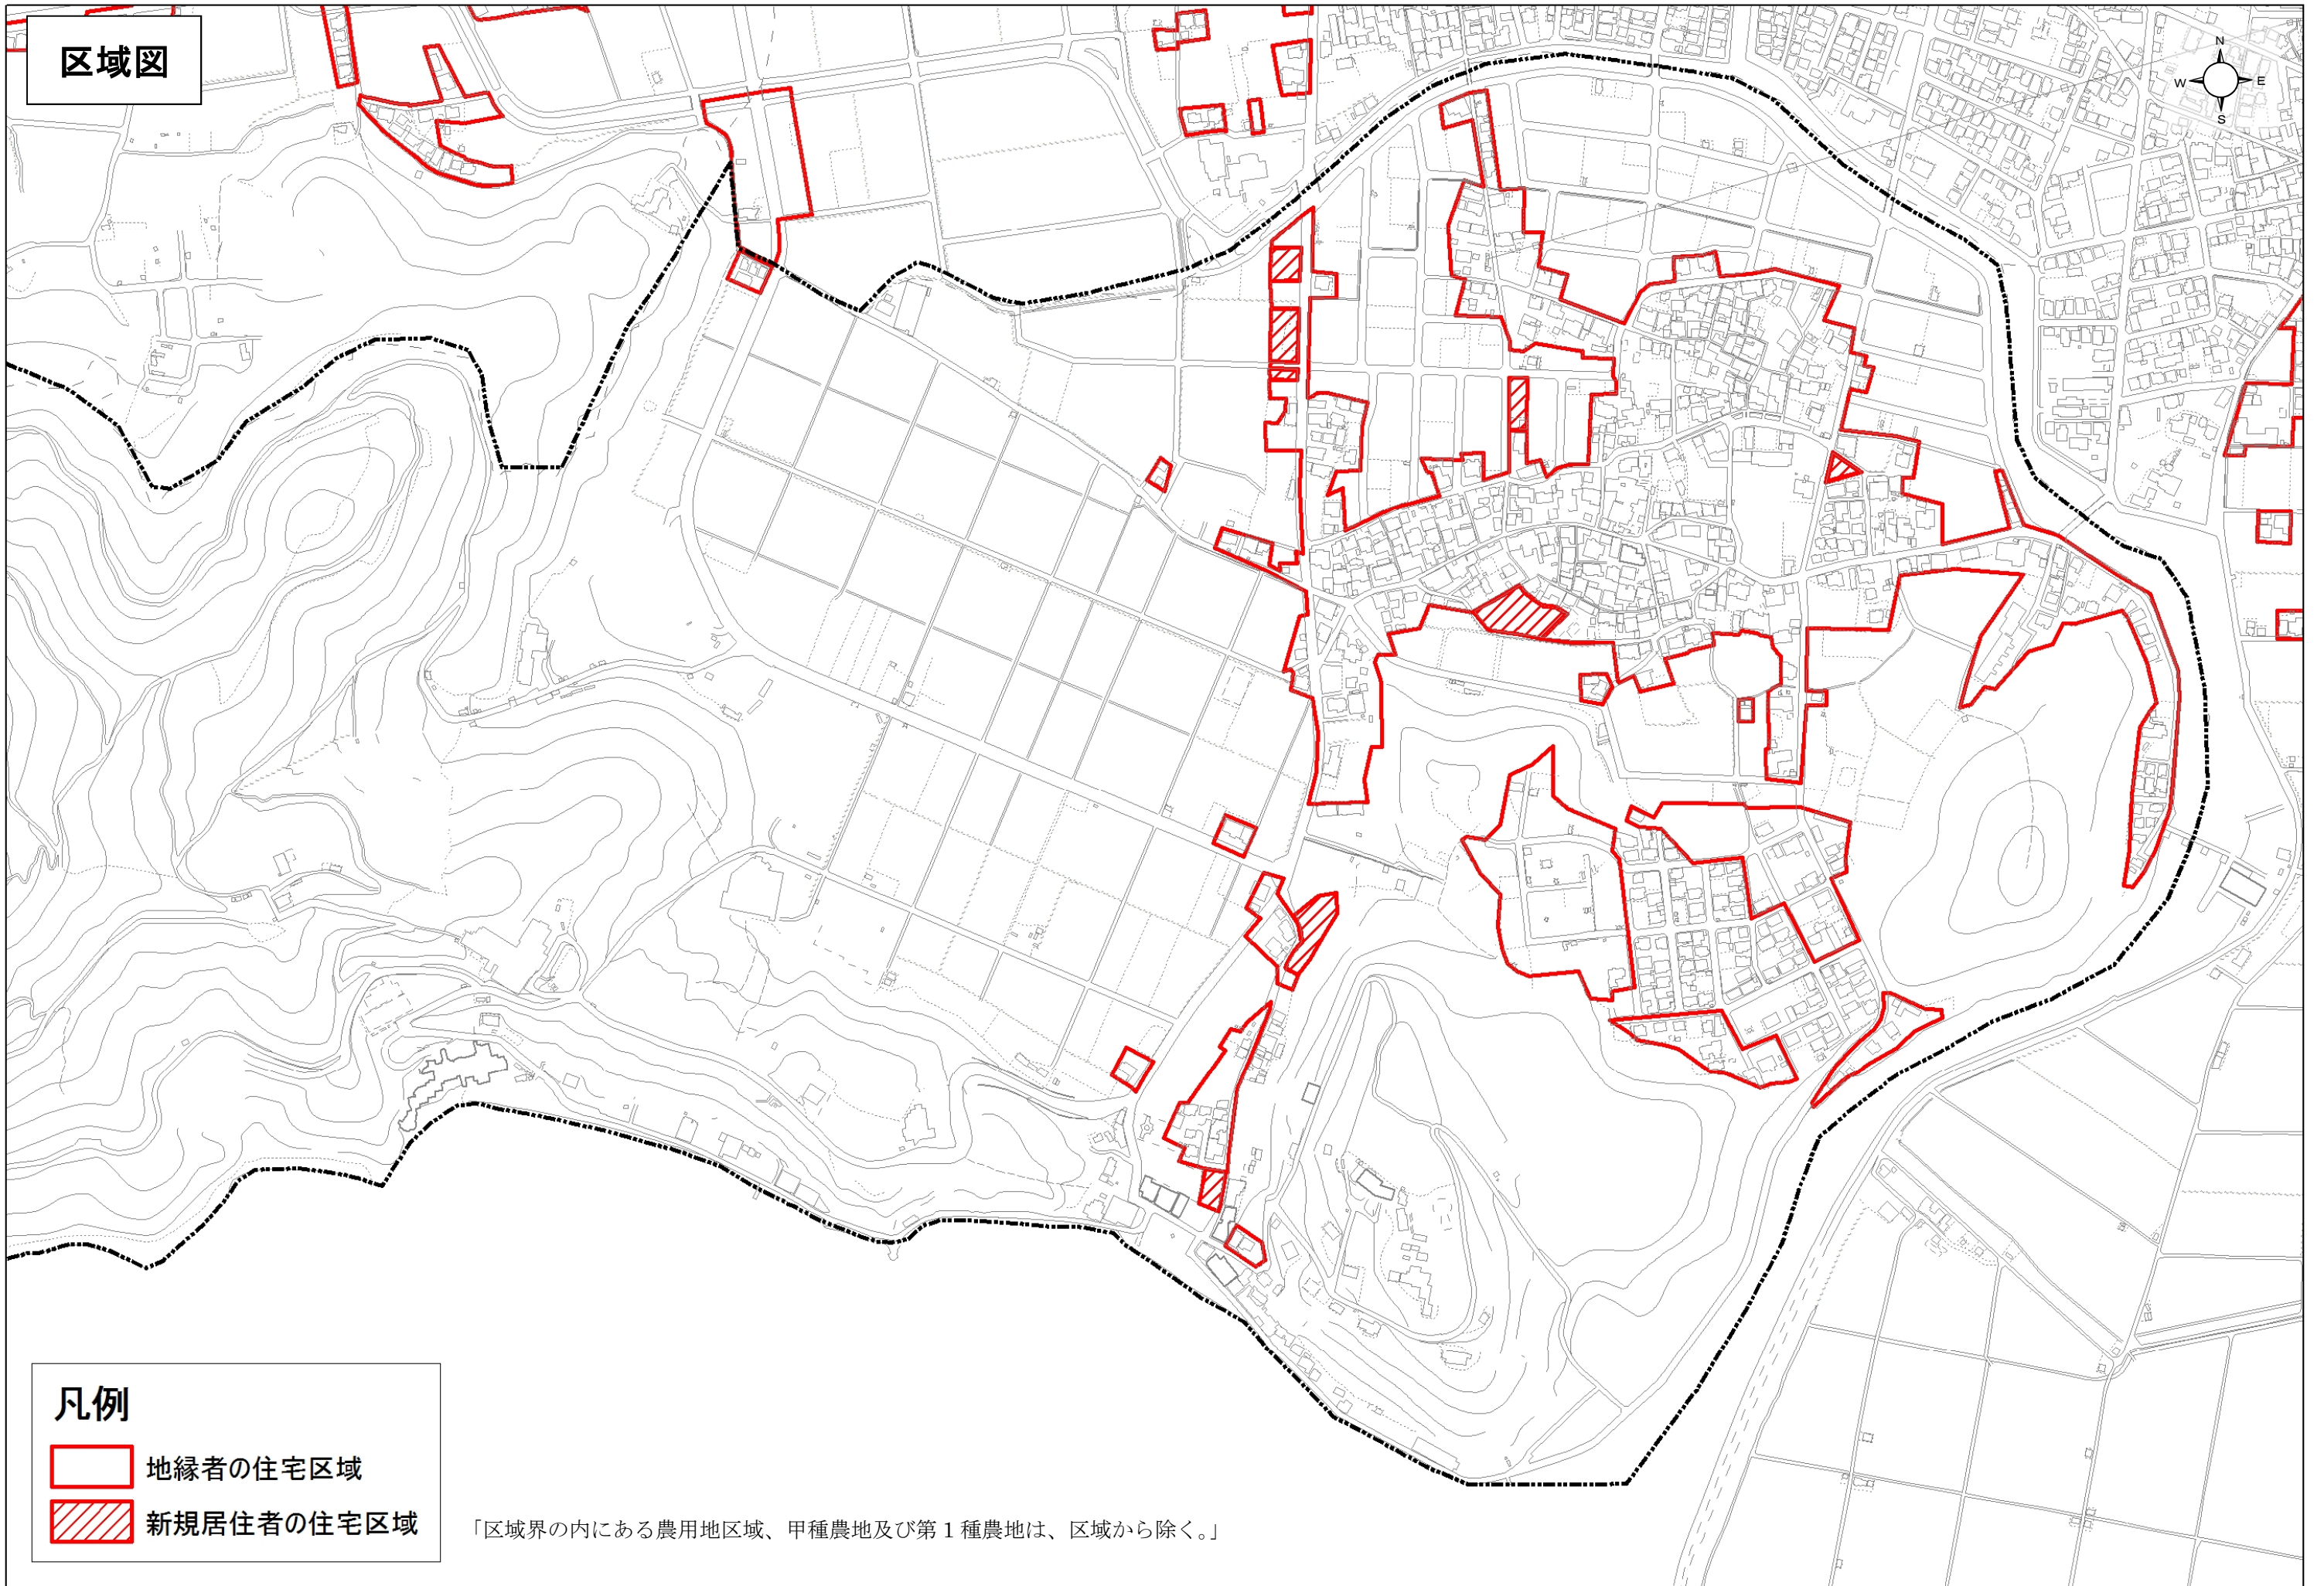 区域図
N
W
E
S
凡例
地縁者の住宅区域
新規居住者の住宅区域
「区域界の内にある農用地区域、甲種農地及び第1種農地は、区域から除く。」